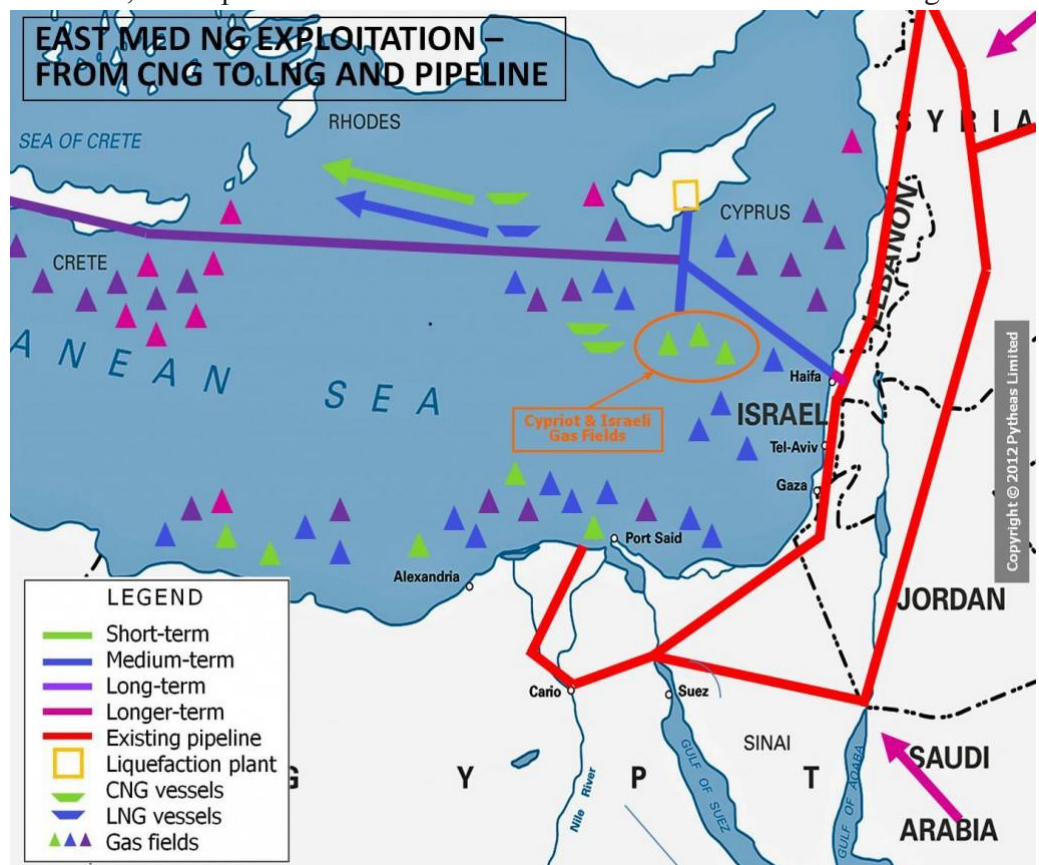 EAST MED NG EXPLOITATION –
FROM CNG TO LNG AND PIPELINE
RHODES
SEA OF CRETE
SYRIA
CYPRUS
LEBANON
CRETE
ANEAN SEA
Haifa
ISRAEL
Cypriot & Israeli
Gas Fields
Tel-Aviv
Gaza
Port Said
Alexandria
Copyright © 2012 Pytheas Limited
JORDAN
LEGEND
Short-term
Medium-term
Long-term
Longer-term
Existing pipeline
Liquefaction plant
CNG vessels
LNG vessels
Gas fields
Cario
Suez
SINAI
GYPT
Nile River
GULF OF SUEZ
GULF OF AQABA
SAUDI
ARABIA